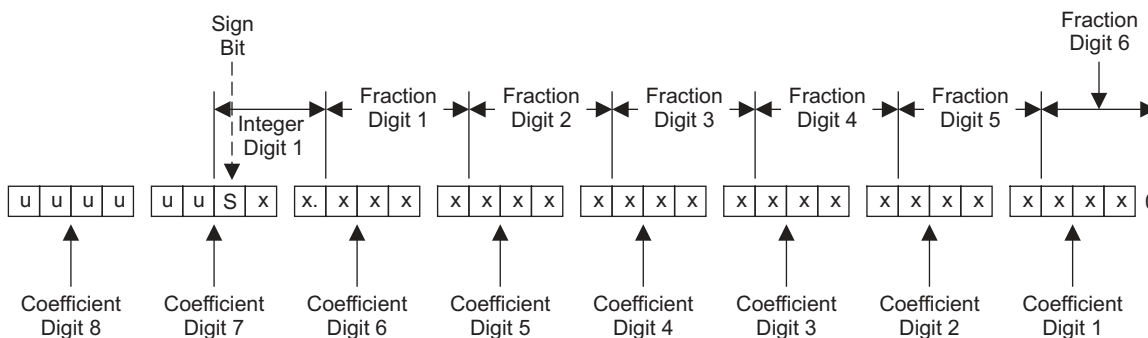 Sign
Bit
Fraction
Digit 6
Integer
Digit 1
Fraction
Digit 1
Fraction
Digit 2
Fraction
Digit 3
Fraction
Digit 4
Fraction
Digit 5
u u u u u u S x x. x x x x x x x x x x x x x x x x x x x x x x x
Coefficient
Digit 8
Coefficient
Digit 7
Coefficient
Digit 6
Coefficient
Digit 5
Coefficient
Digit 4
Coefficient
Digit 3
Coefficient
Digit 2
Coefficient
Digit 1